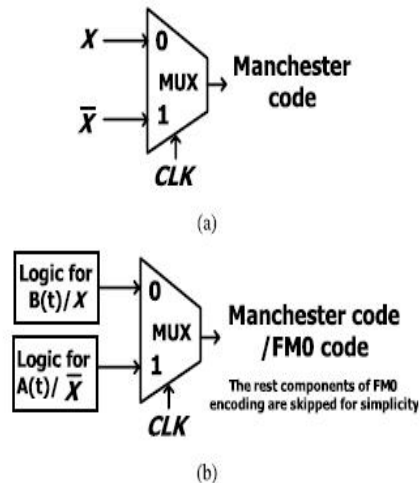 X
0
MUX
Manchester
code
X̅
1
CLK
(a)
Logic for
B(t)/X
0
MUX
Manchester code
/FM0 code
Logic for
A(t)/ X̅
1
The rest components of FM0
encoding are skipped for simplicity
CLK
(b)